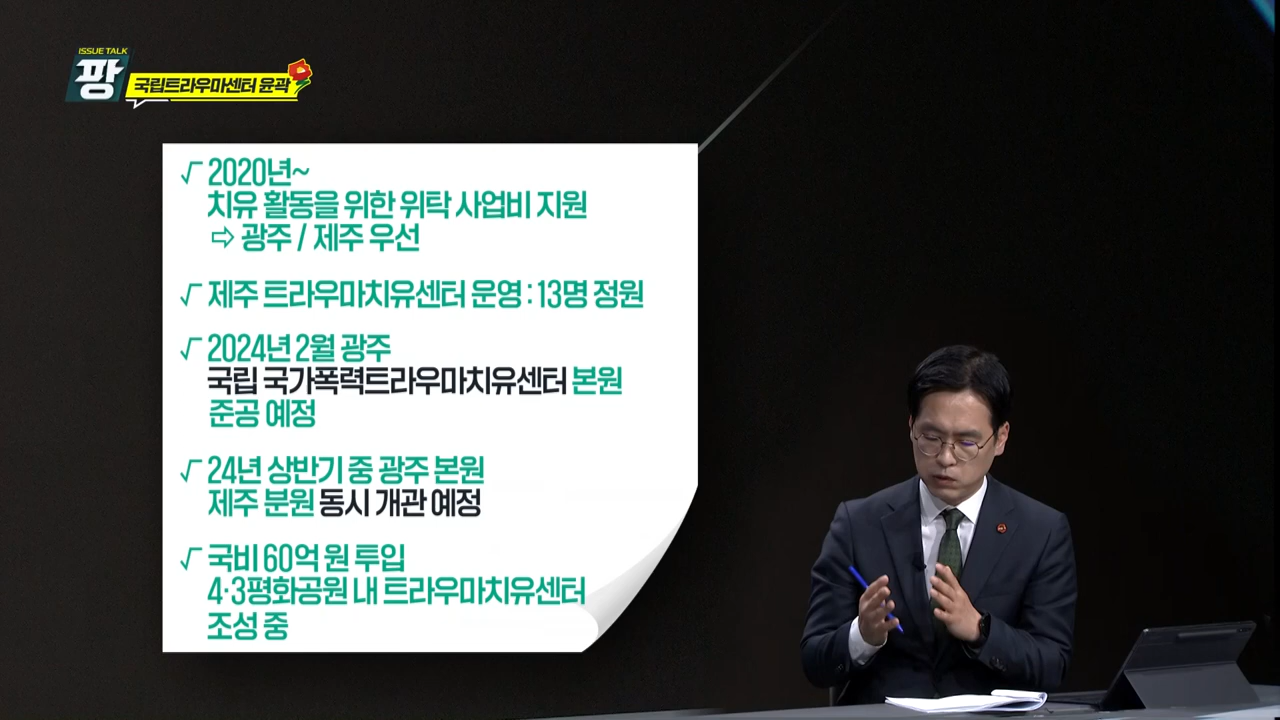 ISSUE TALK
팡
국립트라우마센터 윤곽
√ 2020년~
치유 활동을 위한 위탁 사업비 지원
⇨ 광주 / 제주 우선
√ 제주 트라우마치유센터 운영 : 13명 정원
√ 2024년 2월 광주
국립 국가폭력트라우마치유센터 본원
준공 예정
√ 24년 상반기 중 광주 본원
제주 분원 동시 개관 예정
√ 국비 60억 원 투입
4·3평화공원 내 트라우마치유센터
조성 중